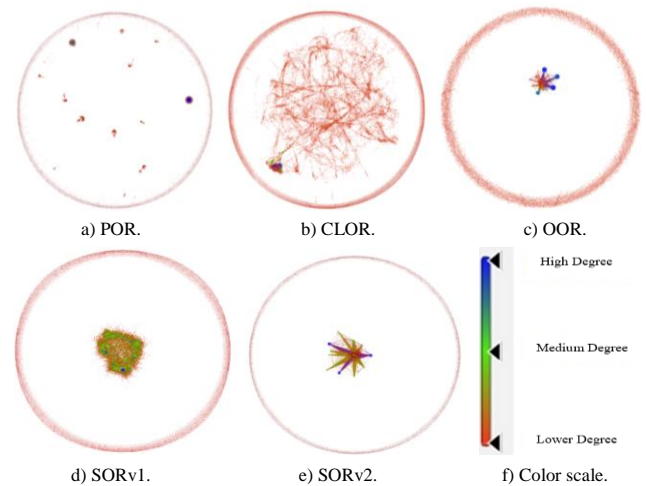 a) POR.
b) CLOR.
c) OOR.
High Degree
Medium Degree
Lower Degree
d) SORv1.
e) SORv2.
f) Color scale.